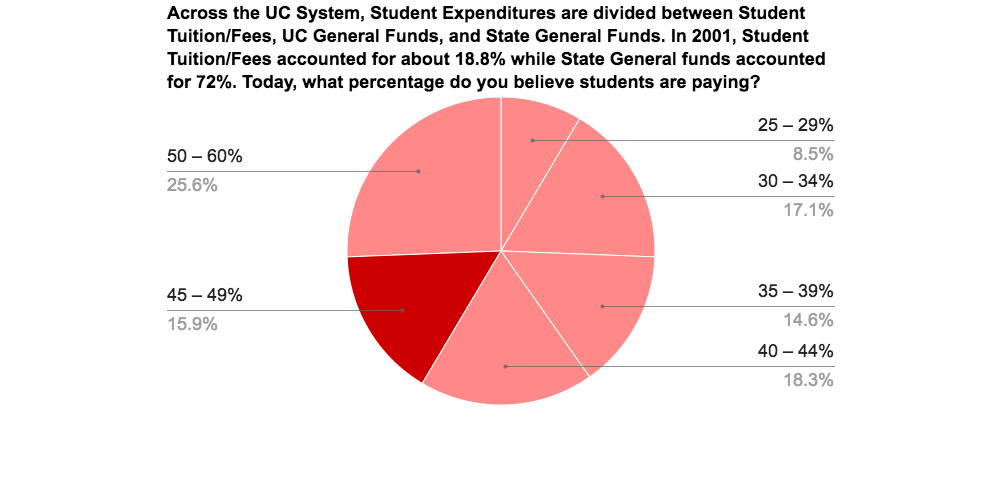 Across the UC System, Student Expenditures are divided between Student
Tuition/Fees, UC General Funds, and State General Funds. In 2001, Student
Tuition/Fees accounted for about 18.8% while State General funds accounted
for 72%. Today, what percentage do you believe students are paying?
25 – 29%
8.5%
30 – 34%
17.1%
35 – 39%
14.6%
40 – 44%
18.3%
45 – 49%
15.9%
50 – 60%
25.6%